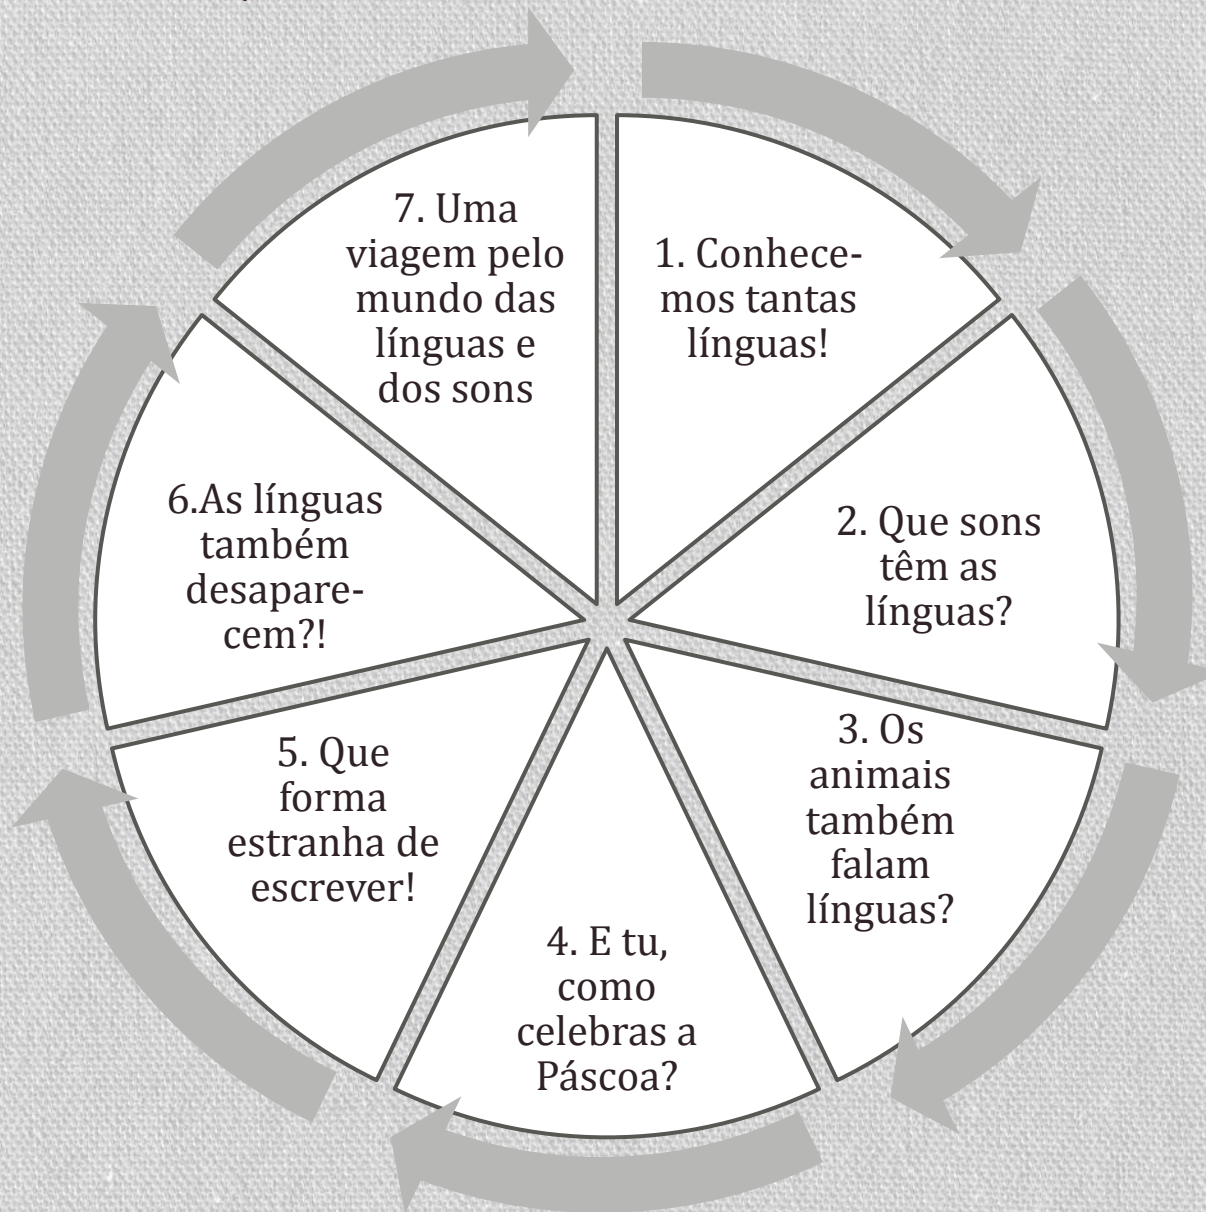 1. Conhece-
mos tantas
línguas!
2. Que sons
têm as
línguas?
3. Os
animais
também
falam
línguas?
4. E tu,
como
celebras a
Páscoa?
5. Que
forma
estranha de
escrever!
6.As línguas
também
desapare-
cem?!
7. Uma
viagem pelo
mundo das
línguas e
dos sons